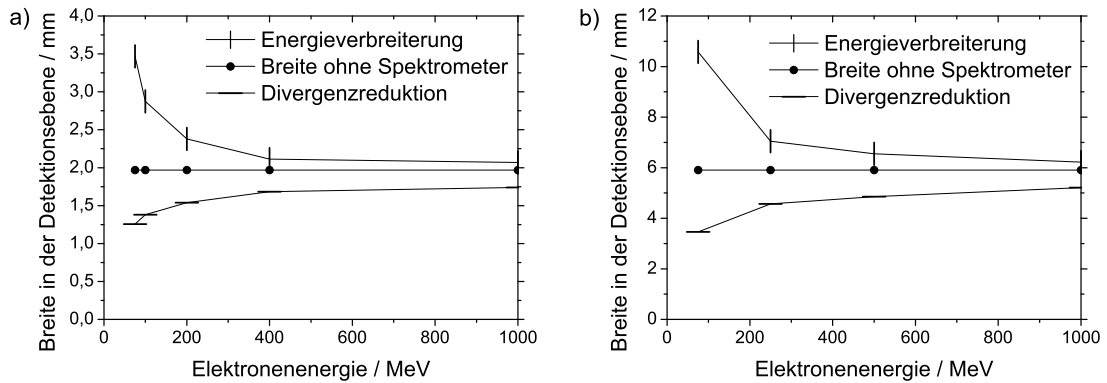 a)
Breite in der Detektionsebene / mm
4,0
3,5
3,0
2,5
2,0
1,5
1,0
0,5
0,0
Energieverbreiterung
Breite ohne Spektrometer
Divergenzreduktion
0 200 400 600 800 1000
Elektronenenergie / MeV
b)
Breite in der Detektionsebene / mm
12
10
8
6
4
2
0
Energieverbreiterung
Breite ohne Spektrometer
Divergenzreduktion
0 200 400 600 800 1000
Elektronenenergie / MeV